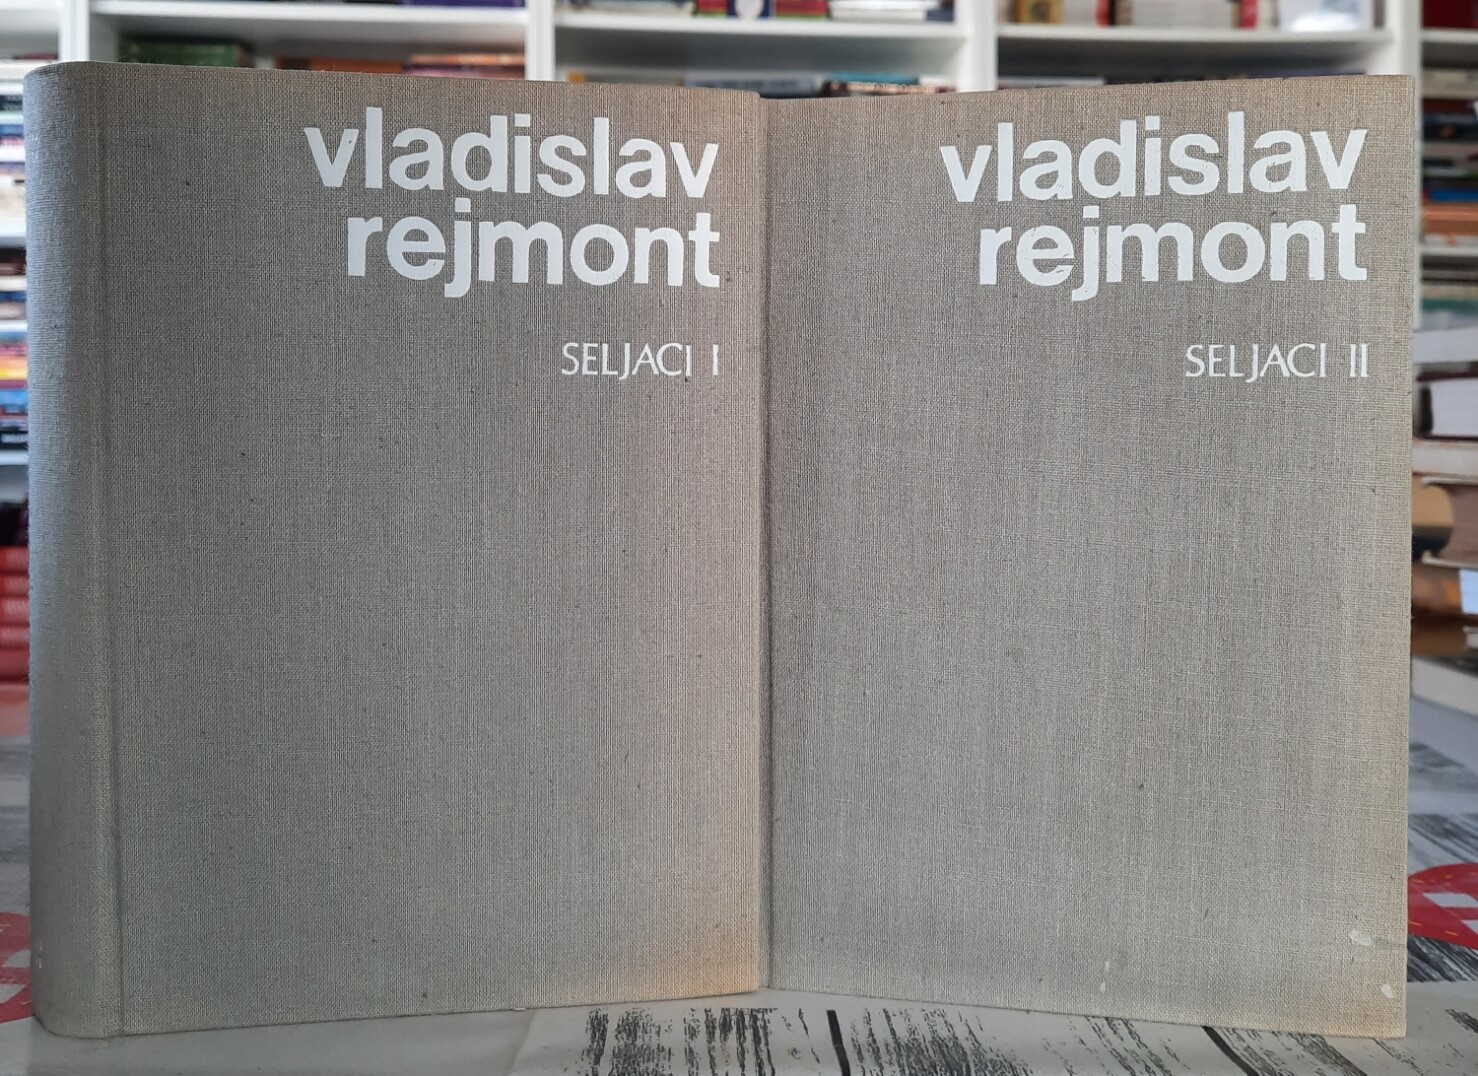 vladislav
rejmont
SELJACI I
vladislav
rejmont
SELJACI II